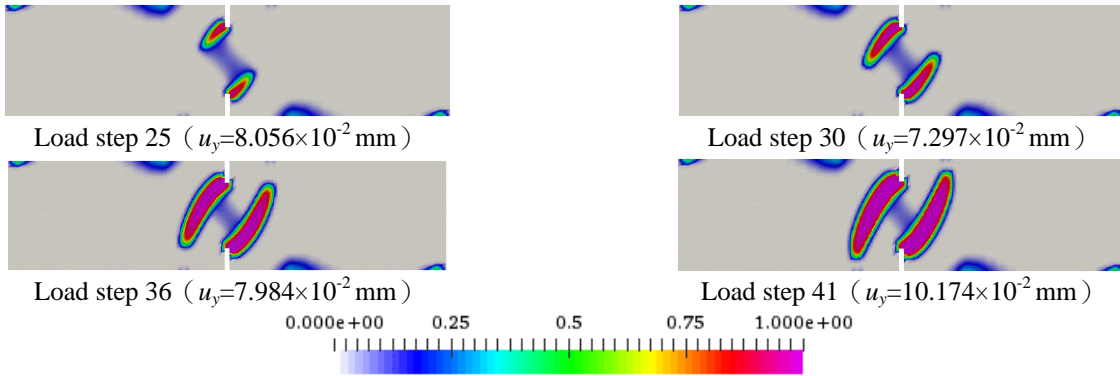 Load step 25（u_y=8.056×10⁻² mm）
Load step 30（u_y=7.297×10⁻² mm）
Load step 36（u_y=7.984×10⁻² mm）
Load step 41（u_y=10.174×10⁻² mm）
0.000e+00 0.25 0.5 0.75 1.000e+00